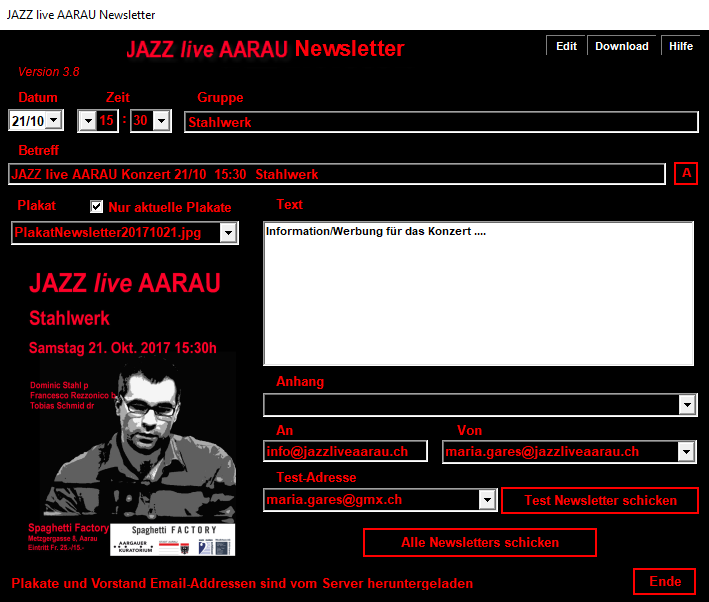 JAZZ live AARAU Newsletter
JAZZ live AARAU Newsletter
Edit Download Hilfe
Version 3.8
Datum Zeit Gruppe
21/10 15 : 30 Stahlwerk
Betreff
JAZZ live AARAU Konzert 21/10 15:30 Stahlwerk A
Plakat Nur aktuelle Plakate Text
PlakatNewsletter20171021.jpg
Information/Werbung für das Konzert ....
JAZZ live AARAU
Stahlwerk
Samstag 21. Okt. 2017 15:30h
Dominic Stahl p
Francesco Rezzonico b
Tobias Schmid dr
Spaghetti Factory
Metzgergasse 8, Aarau
Eintritt Fr. 25.-/15.-
Spaghetti FACTORY
AARGAUER
KURATORIUM
Anhang
An Von
info@jazzliveaarau.ch maria.gares@jazzliveaarau.ch
Test-Adresse
maria.gares@gmx.ch Test Newsletter schicken
Alle Newsletters schicken
Plakate und Vorstand Email-Addressen sind vom Server heruntergeladen
Ende